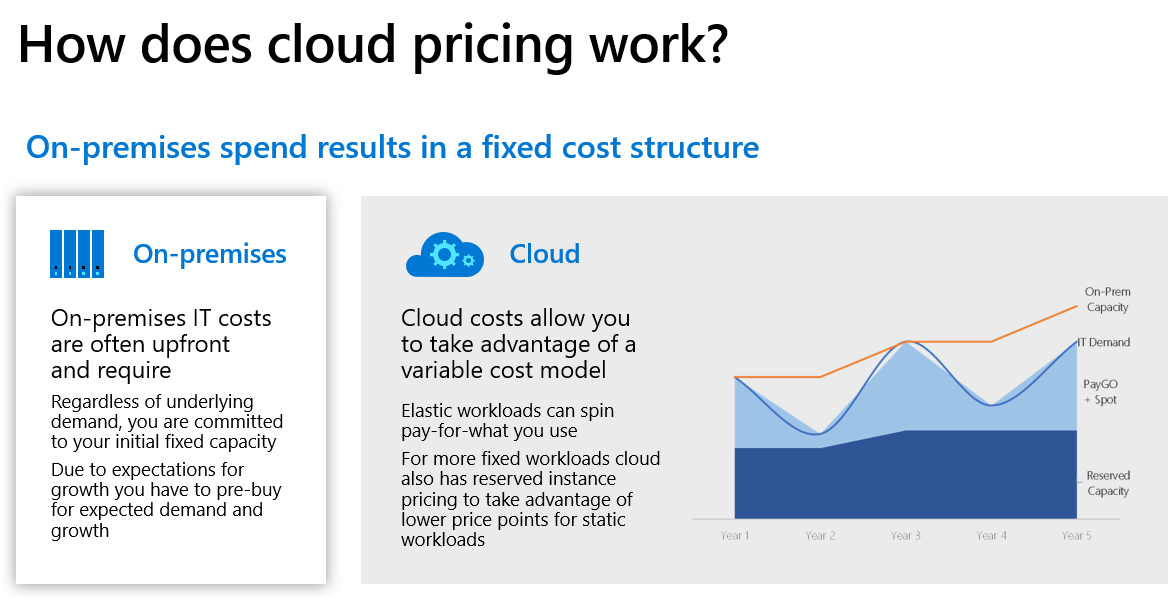 How does cloud pricing work?
On-premises spend results in a fixed cost structure
On-premises
On-premises IT costs
are often upfront
and require
Regardless of underlying
demand, you are committed
to your initial fixed capacity
Due to expectations for
growth you have to pre-buy
for expected demand and
growth
Cloud
Cloud costs allow you
to take advantage of a
variable cost model
Elastic workloads can spin
pay-for-what you use
For more fixed workloads cloud
also has reserved instance
pricing to take advantage of
lower price points for static
workloads
On-Prem
Capacity
IT Demand
PayGO
+ Spot
Reserved
Capacity
Year 1 Year 2 Year 3 Year 4 Year 5